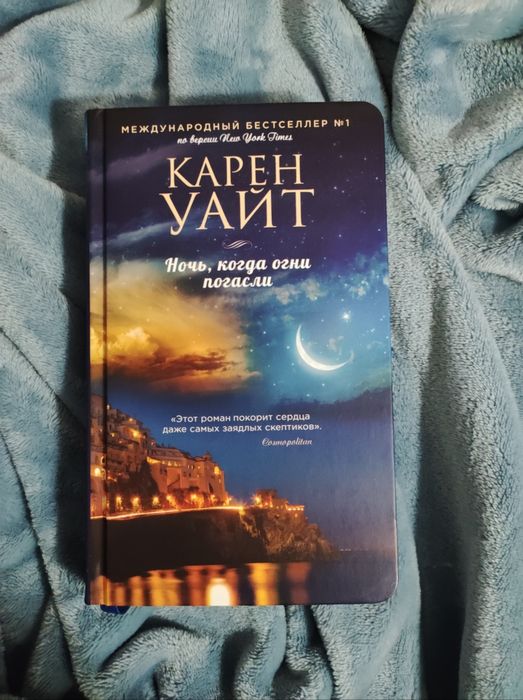 МЕЖДУНАРОДНЫЙ БЕСТСЕЛЛЕР №1
по версии New York Times
КАРЕН
УАЙТ
Ночь, когда огни
погасли
«Этот роман покорит сердца
даже самых заядлых скептиков».
Cosmopolitan